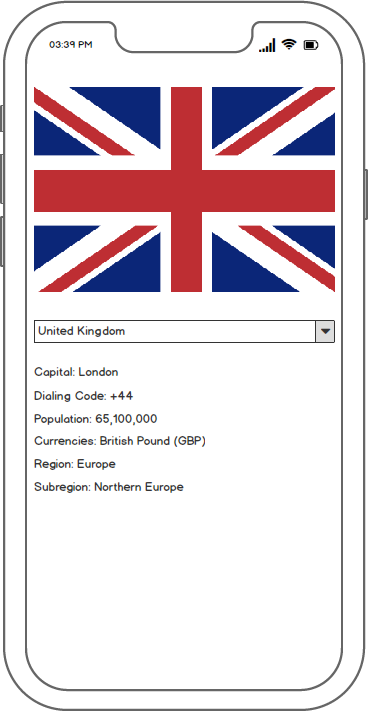 03:39 PM
United Kingdom
Capital: London
Dialing Code: +44
Population: 65,100,000
Currencies: British Pound (GBP)
Region: Europe
Subregion: Northern Europe